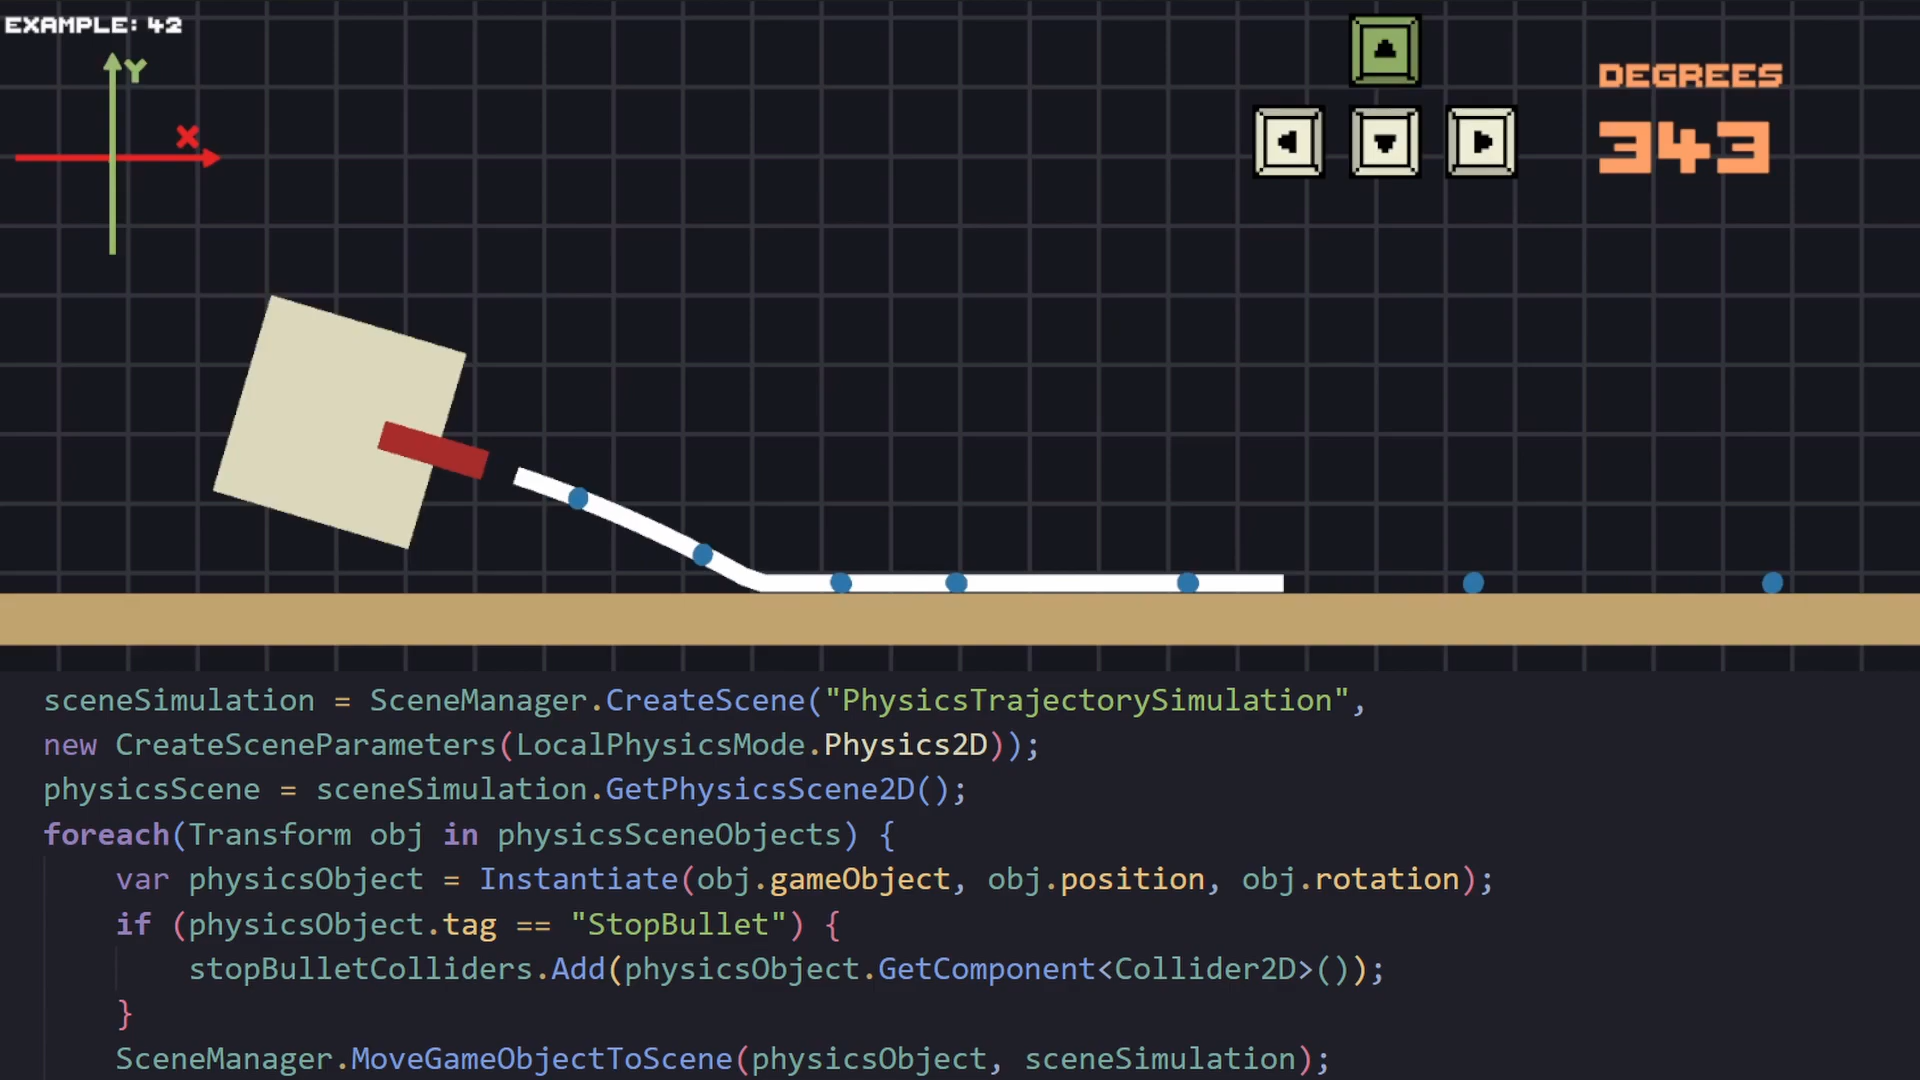 EXAMPLE: 42
Y
X
DEGREES
343
sceneSimulation = SceneManager.CreateScene("PhysicsTrajectorySimulation",
new CreateSceneParameters(LocalPhysicsMode.Physics2D));
physicsScene = sceneSimulation.GetPhysicsScene2D();
foreach(Transform obj in physicsSceneObjects) {
    var physicsObject = Instantiate(obj.gameObject, obj.position, obj.rotation);
    if (physicsObject.tag == "StopBullet") {
        stopBulletColliders.Add(physicsObject.GetComponent<Collider2D>());
    }
    SceneManager.MoveGameObjectToScene(physicsObject, sceneSimulation);